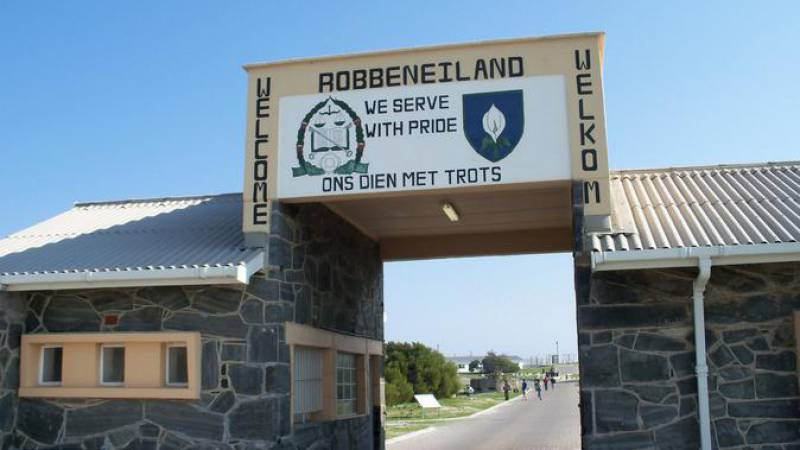 ROBBENEILAND
WELCOME
WE SERVE
WITH PRIDE
ONS DIEN MET TROTS
WELKOM